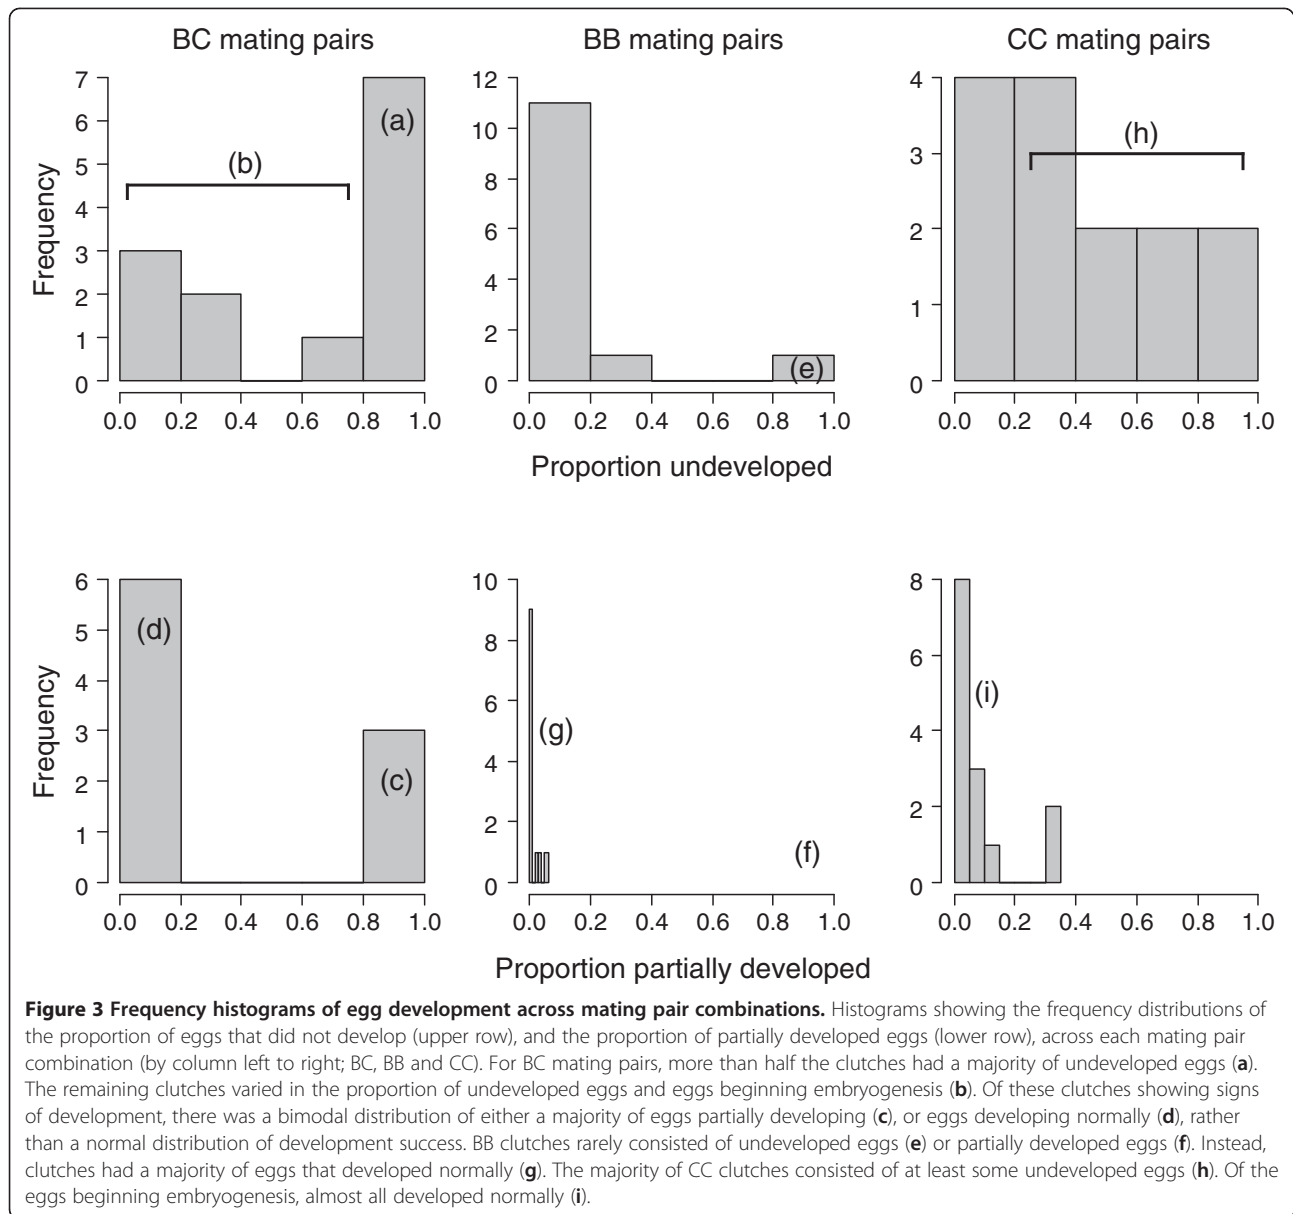 BC mating pairs
BB mating pairs
CC mating pairs
Frequency
7
6
5
4
3
2
1
0
(a)
(b)
0.0 0.2 0.4 0.6 0.8 1.0
12
10
8
6
4
2
0
(e)
0.0 0.2 0.4 0.6 0.8 1.0
4
3
2
1
0
(h)
0.0 0.2 0.4 0.6 0.8 1.0
Proportion undeveloped
Frequency
6
5
4
3
2
1
0
(d)
(c)
0.0 0.2 0.4 0.6 0.8 1.0
10
8
6
4
2
0
(g)
(f)
0.0 0.2 0.4 0.6 0.8 1.0
8
6
4
2
0
(i)
0.0 0.2 0.4 0.6 0.8 1.0
Proportion partially developed
Figure 3 Frequency histograms of egg development across mating pair combinations. Histograms showing the frequency distributions of
the proportion of eggs that did not develop (upper row), and the proportion of partially developed eggs (lower row), across each mating pair
combination (by column left to right; BC, BB and CC). For BC mating pairs, more than half the clutches had a majority of undeveloped eggs (a).
The remaining clutches varied in the proportion of undeveloped eggs and eggs beginning embryogenesis (b). Of these clutches showing signs
of development, there was a bimodal distribution of either a majority of eggs partially developing (c), or eggs developing normally (d), rather
than a normal distribution of development success. BB clutches rarely consisted of undeveloped eggs (e) or partially developed eggs (f). Instead,
clutches had a majority of eggs that developed normally (g). The majority of CC clutches consisted of at least some undeveloped eggs (h). Of the
eggs beginning embryogenesis, almost all developed normally (i).